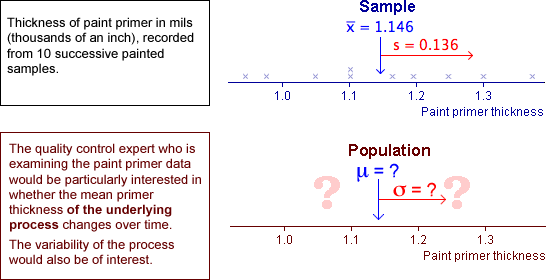 Thickness of paint primer in mils
(thousands of an inch), recorded
from 10 successive painted
samples.
Sample
x̅ = 1.146
s = 0.136
1.0 1.1 1.2 1.3
Paint primer thickness
The quality control expert who is
examining the paint primer data
would be particularly interested in
whether the mean primer
thickness of the underlying
process changes over time.
The variability of the process
would also be of interest.
Population
μ = ?
? σ = ? ?
1.0 1.1 1.2 1.3
Paint primer thickness